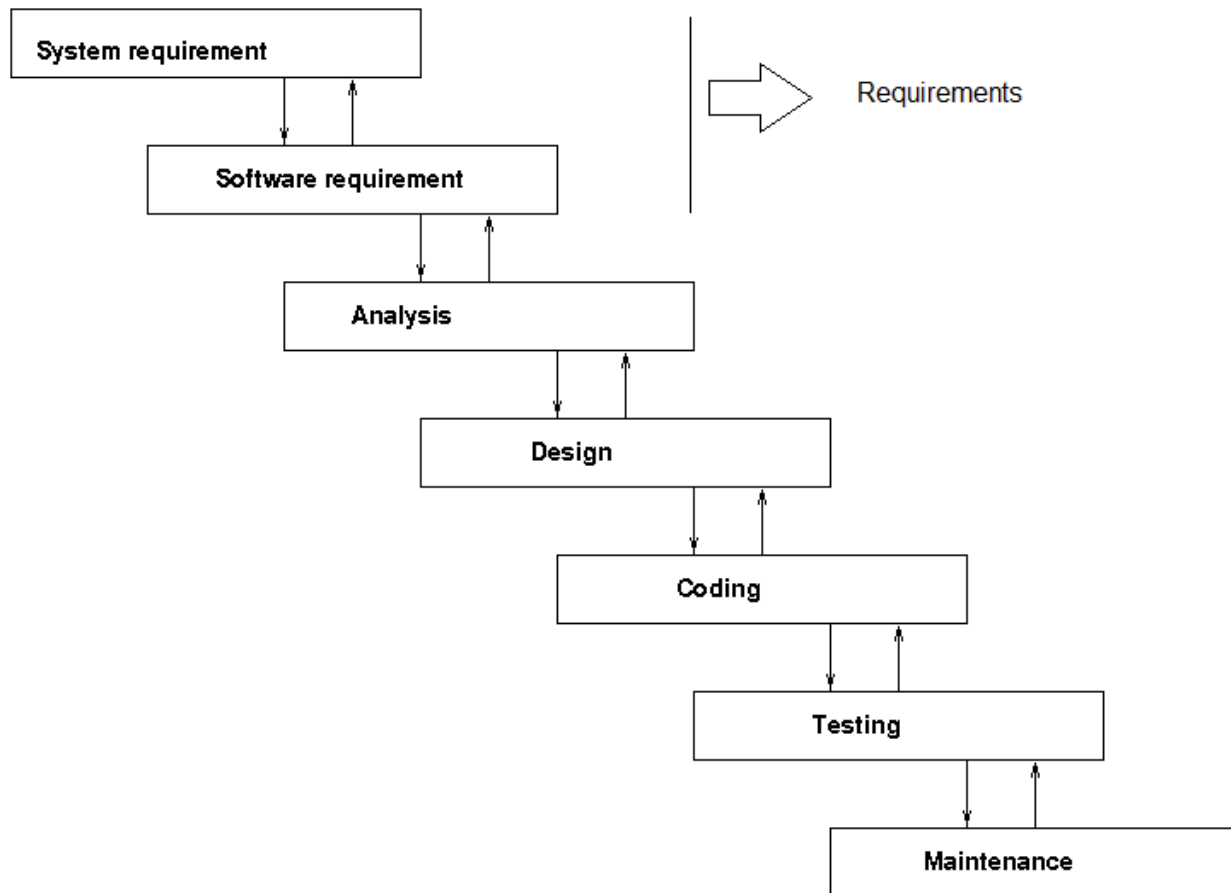 System requirement
Requirements
Software requirement
Analysis
Design
Coding
Testing
Maintenance